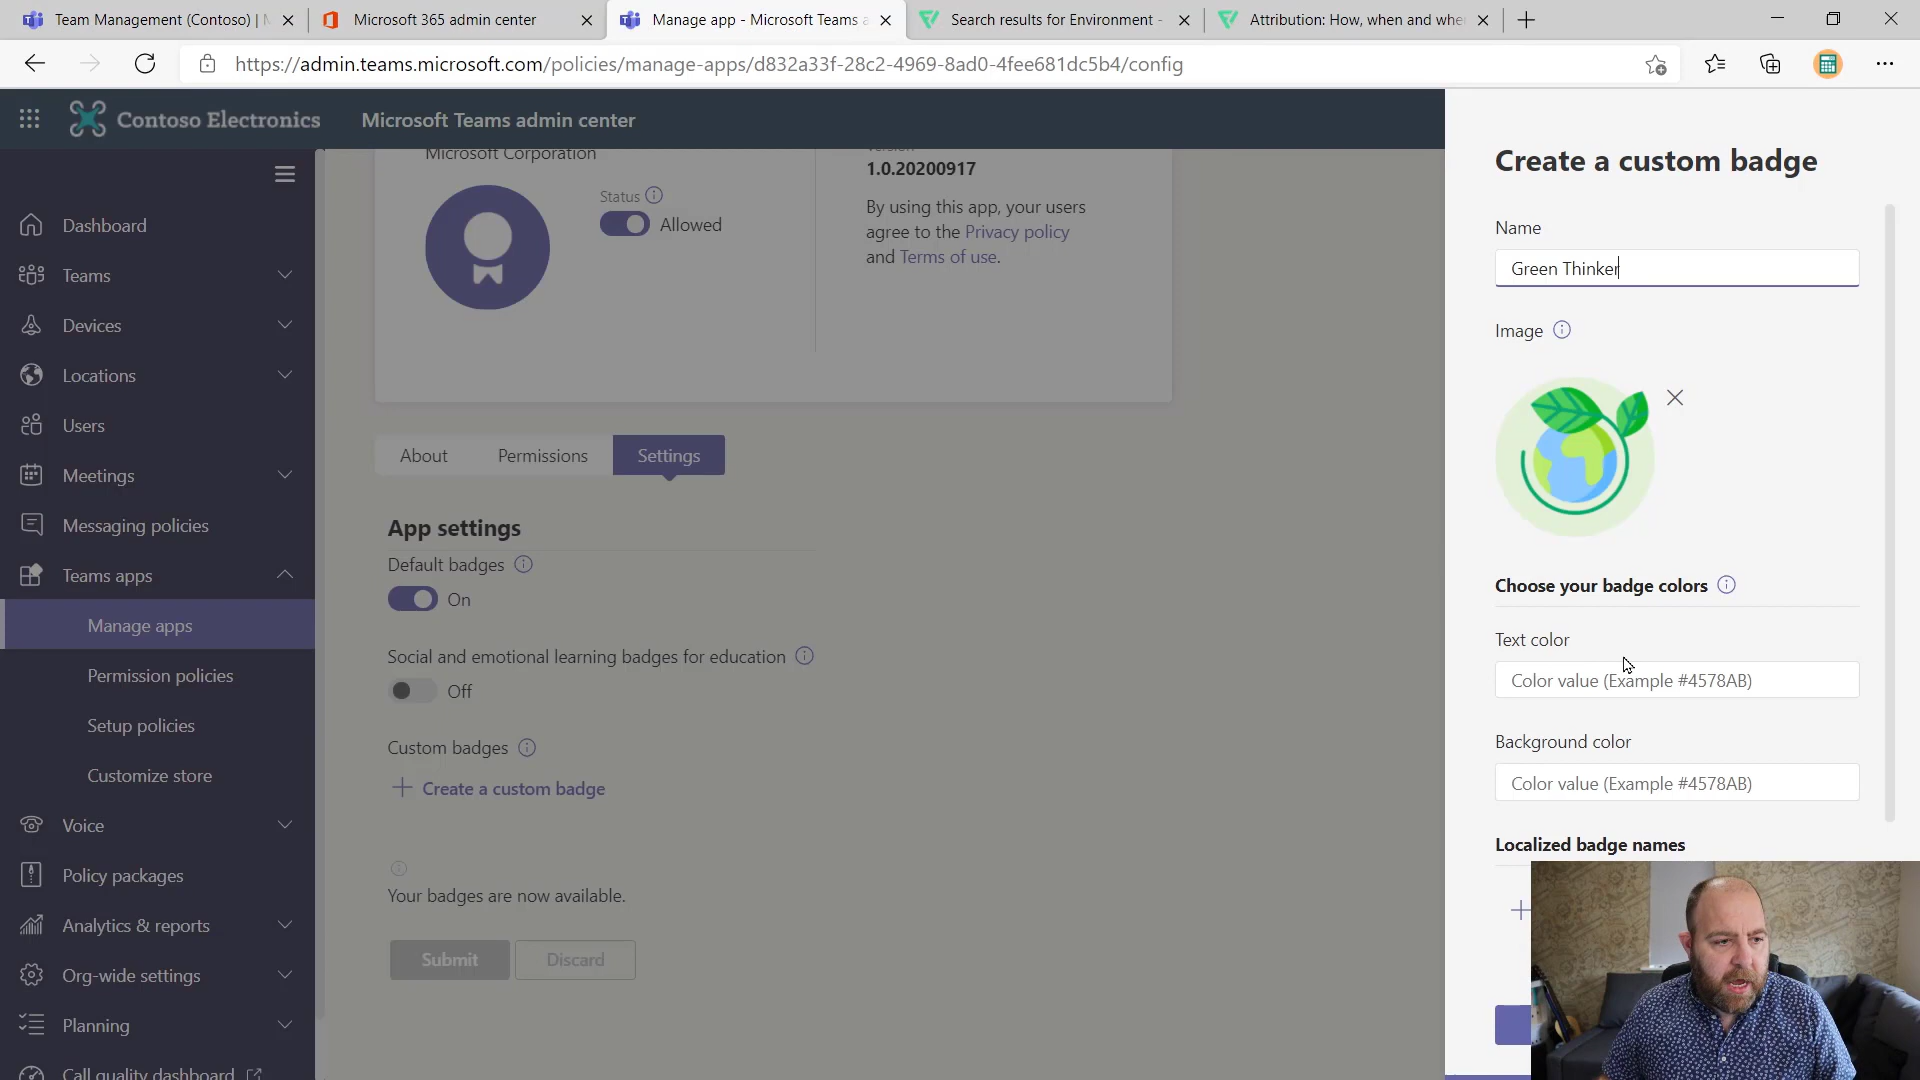 Team Management (Contoso) |
Microsoft 365 admin center
Manage app - Microsoft Teams a
Search results for Environment -
Attribution: How, when and whe
https://admin.teams.microsoft.com/policies/manage-apps/d832a33f-28c2-4969-8ad0-4fee681dc5b4/config
Contoso Electronics
Microsoft Teams admin center
Dashboard
Teams
Devices
Locations
Users
Meetings
Messaging policies
Teams apps
Manage apps
Permission policies
Setup policies
Customize store
Voice
Policy packages
Analytics & reports
Org-wide settings
Planning
Call quality dashboard
Microsoft Corporation
Status
Allowed
Version
1.0.20200917
By using this app, your users
agree to the Privacy policy
and Terms of use.
About
Permissions
Settings
App settings
Default badges
On
Social and emotional learning badges for education
Off
Custom badges
Create a custom badge
Your badges are now available.
Submit
Discard
Create a custom badge
Name
Green Thinker
Image
Choose your badge colors
Text color
Color value (Example #4578AB)
Background color
Color value (Example #4578AB)
Localized badge names